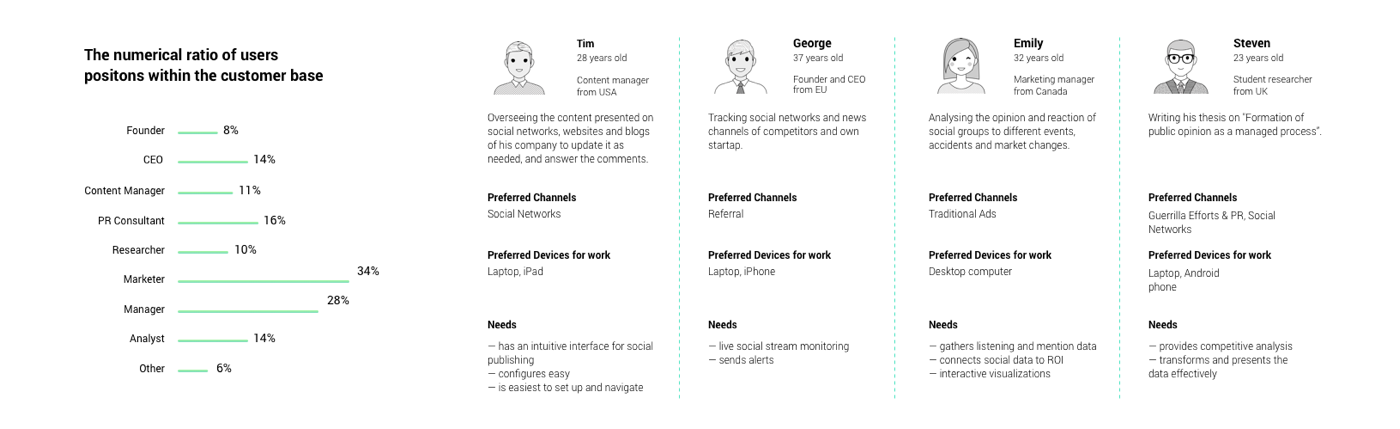 The numerical ratio of users
positons within the customer base
Founder 8%
CEO 14%
Content Manager 11%
PR Consultant 16%
Researcher 10%
Marketer 34%
Manager 28%
Analyst 14%
Other 6%
Tim
28 years old
Content manager
from USA
Overseeing the content presented on
social networks, websites and blogs
of his company to update it as
needed, and answer the comments.
Preferred Channels
Social Networks
Preferred Devices for work
Laptop, iPad
Needs
— has an intuitive interface for social
publishing
— configures easy
— is easiest to set up and navigate
George
37 years old
Founder and CEO
from EU
Tracking social networks and news
channels of competitors and own
startap.
Preferred Channels
Referral
Preferred Devices for work
Laptop, iPhone
Needs
— live social stream monitoring
— sends alerts
Emily
32 years old
Marketing manager
from Canada
Analysing the opinion and reaction of
social groups to different events,
accidents and market changes.
Preferred Channels
Traditional Ads
Preferred Devices for work
Desktop computer
Needs
— gathers listening and mention data
— connects social data to ROI
— interactive visualizations
Steven
23 years old
Student researcher
from UK
Writing his thesis on “Formation of
public opinion as a managed process”.
Preferred Channels
Guerrilla Efforts & PR, Social
Networks
Preferred Devices for work
Laptop, Android
phone
Needs
— provides competitive analysis
— transforms and presents the
data effectively